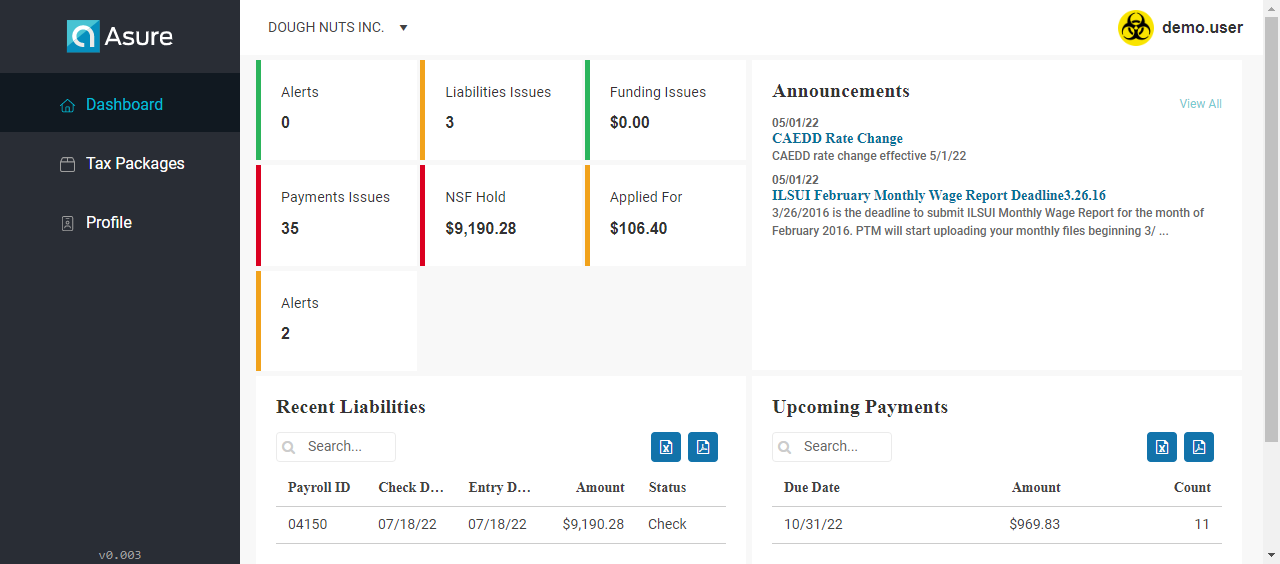 Asure
DOUGH NUTS INC.
demo.user
Dashboard
Tax Packages
Profile
v0.003
Alerts
0
Liabilities Issues
3
Funding Issues
$0.00
Payments Issues
35
NSF Hold
$9,190.28
Applied For
$106.40
Alerts
2
Announcements
View All
05/01/22
CAEDD Rate Change
CAEDD rate change effective 5/1/22
05/01/22
ILSUI February Monthly Wage Report Deadline3.26.16
3/26/2016 is the deadline to submit ILSUI Monthly Wage Report for the month of
February 2016. PTM will start uploading your monthly files beginning 3/ ...
Recent Liabilities
Search...
Payroll ID Check D... Entry D... Amount Status
04150 07/18/22 07/18/22 $9,190.28 Check
Upcoming Payments
Search...
Due Date Amount Count
10/31/22 $969.83 11